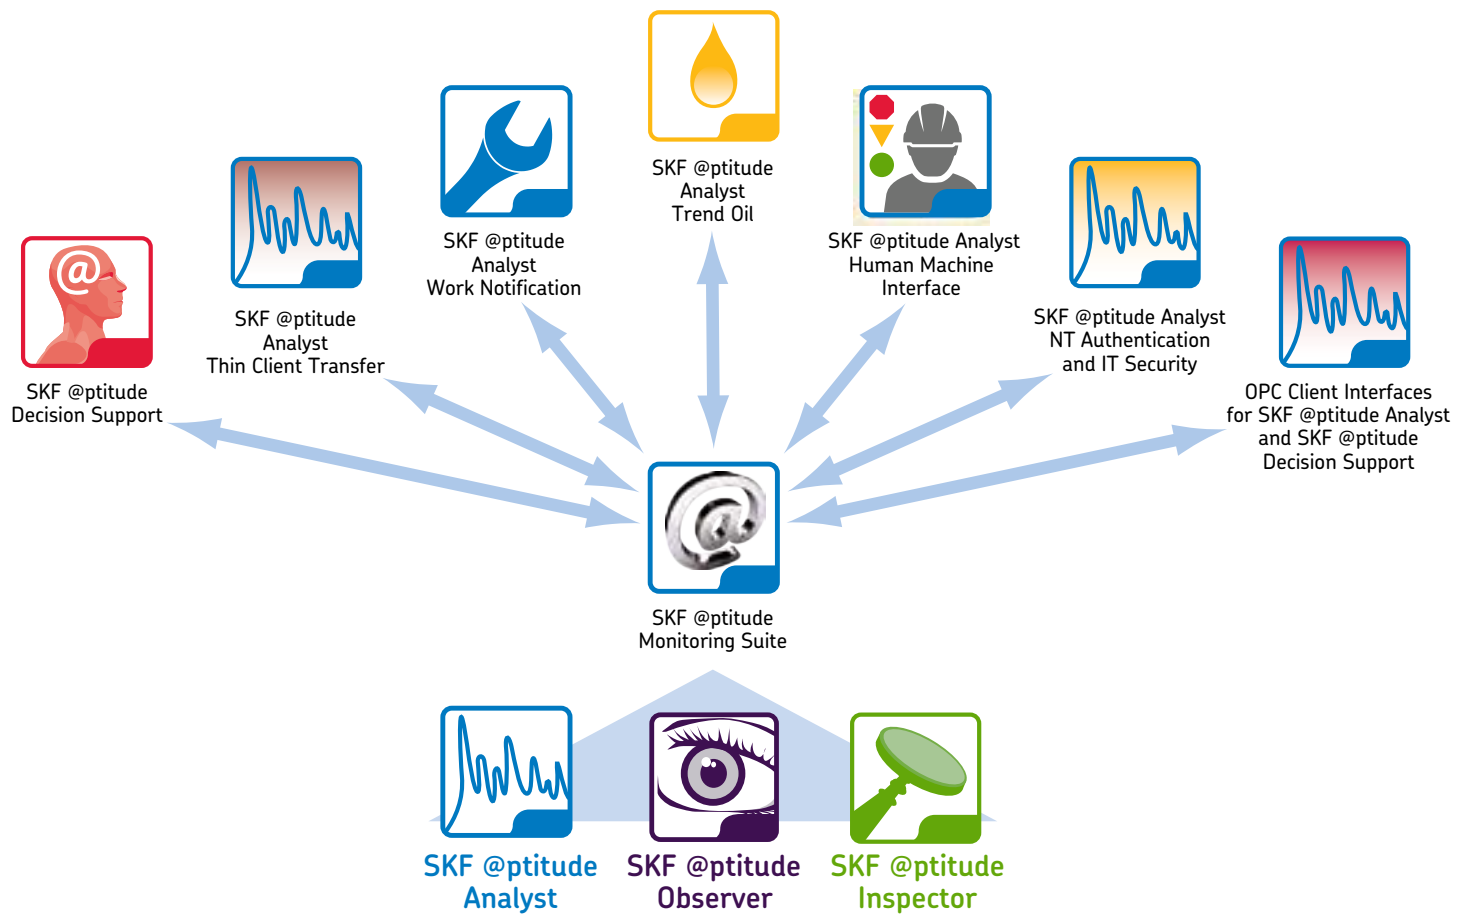 SKF @ptitude
Analyst
Trend Oil
SKF @ptitude
Analyst
Work Notification
SKF @ptitude Analyst
Human Machine
Interface
SKF @ptitude
Analyst
Thin Client Transfer
SKF @ptitude Analyst
NT Authentication
and IT Security
@
SKF @ptitude
Decision Support
OPC Client Interfaces
for SKF @ptitude Analyst
and SKF @ptitude
Decision Support
@
SKF @ptitude
Monitoring Suite
SKF @ptitude
Analyst
SKF @ptitude
Observer
SKF @ptitude
Inspector